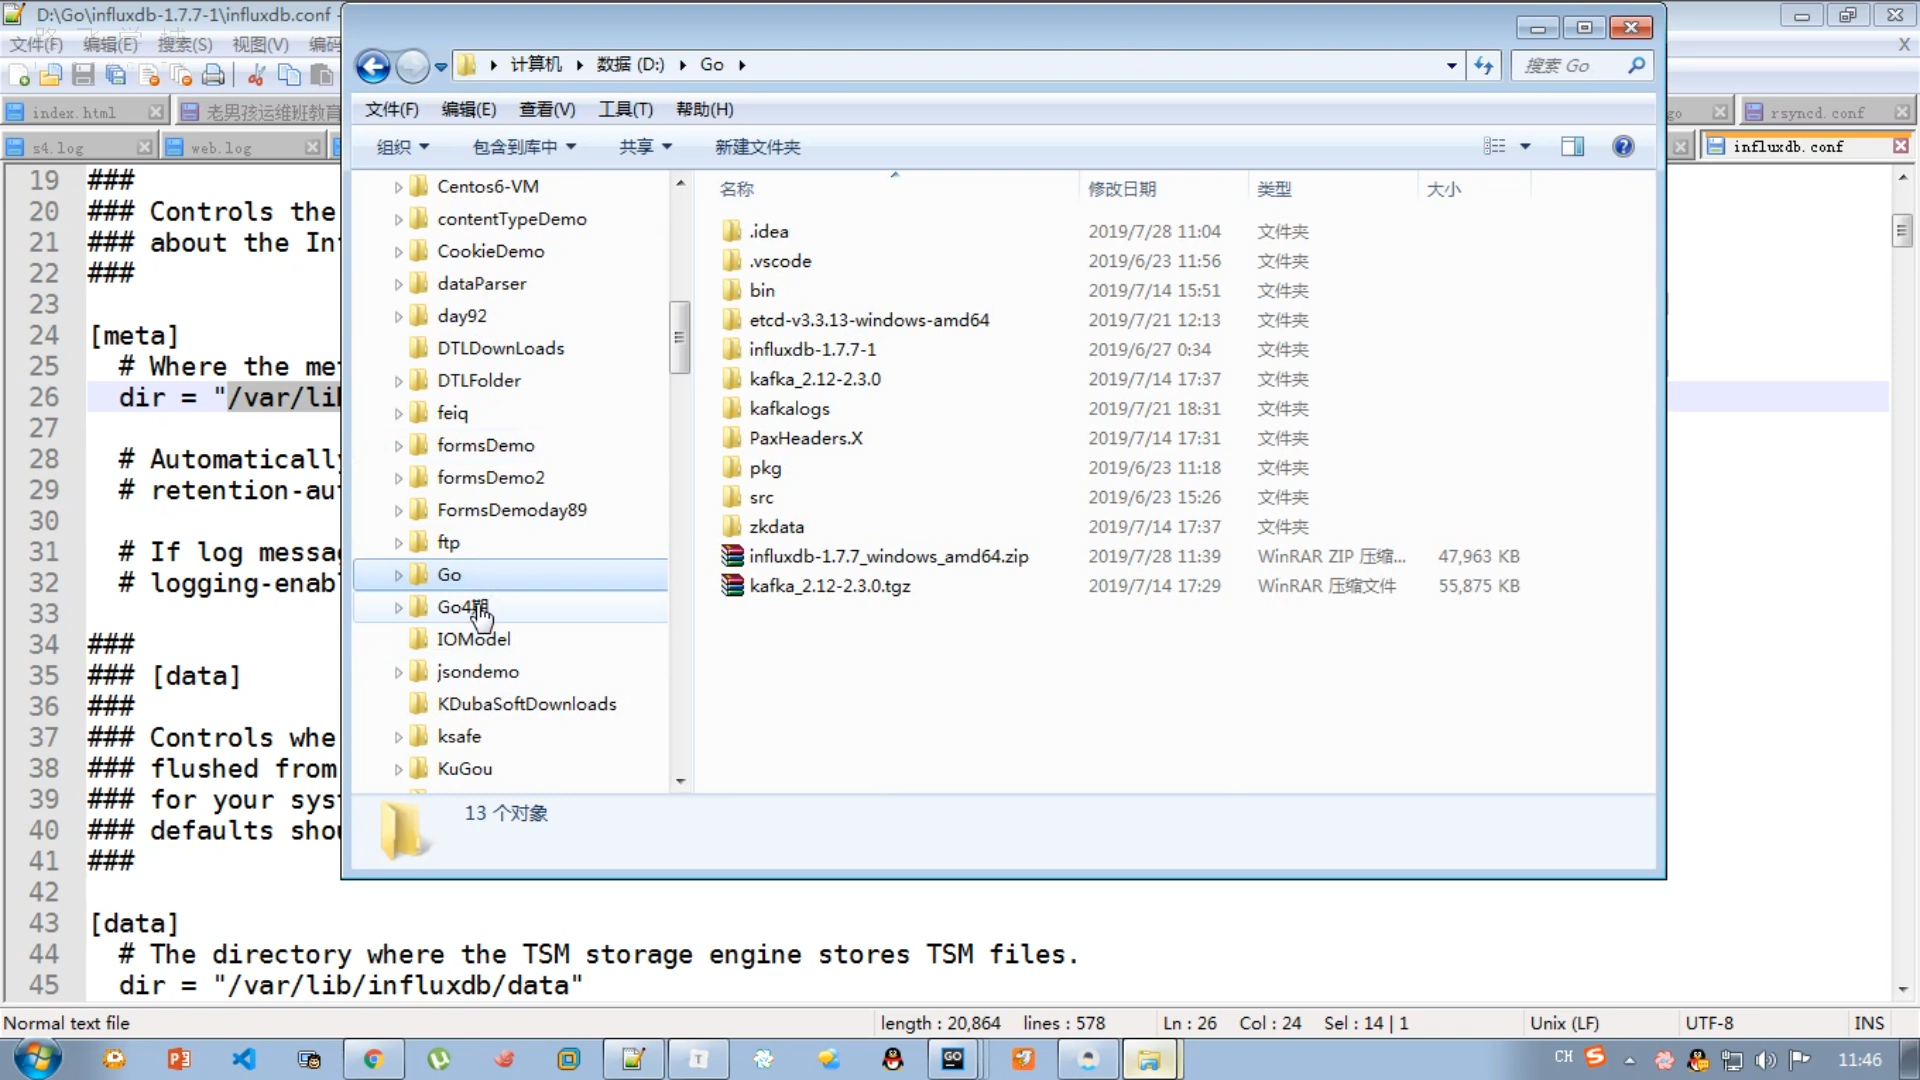 D:\Go\influxdb-1.7.7-1\influxdb.conf -
文件(F) 编辑(E) 搜索(S) 视图(V) 编码
index.html
老男孩运维班教育
rsyncd.conf
s4.log
web.log
influxdb.conf
计算机 数据 (D:) Go
搜索 Go
文件(F) 编辑(E) 查看(V) 工具(T) 帮助(H)
组织 包含到库中 共享 新建文件夹
Centos6-VM
contentTypeDemo
CookieDemo
dataParser
day92
DTLDownLoads
DTLFolder
feiq
formsDemo
formsDemo2
FormsDemoday89
ftp
Go
Go4期
IOModel
jsondemo
KDubaSoftDownloads
ksafe
KuGou
名称 修改日期 类型 大小
.idea 2019/7/28 11:04 文件夹
.vscode 2019/6/23 11:56 文件夹
bin 2019/7/14 15:51 文件夹
etcd-v3.3.13-windows-amd64 2019/7/21 12:13 文件夹
influxdb-1.7.7-1 2019/6/27 0:34 文件夹
kafka_2.12-2.3.0 2019/7/14 17:37 文件夹
kafkalogs 2019/7/21 18:31 文件夹
PaxHeaders.X 2019/7/14 17:31 文件夹
pkg 2019/6/23 11:18 文件夹
src 2019/6/23 15:26 文件夹
zkdata 2019/7/14 17:37 文件夹
influxdb-1.7.7_windows_amd64.zip 2019/7/28 11:39 WinRAR ZIP 压缩... 47,963 KB
kafka_2.12-2.3.0.tgz 2019/7/14 17:29 WinRAR 压缩文件 55,875 KB
13 个对象
19 ###
20 ### Controls the
21 ### about the In
22 ###
23
24 [meta]
25 # Where the me
26 dir = "/var/li
27
28 # Automatically
29 # retention-au
30
31 # If log messa
32 # logging-enab
33
34 ###
35 ### [data]
36 ###
37 ### Controls whe
38 ### flushed from
39 ### for your sys
40 ### defaults sho
41 ###
42
43 [data]
44 # The directory where the TSM storage engine stores TSM files.
45 dir = "/var/lib/influxdb/data"
Normal text file length : 20,864 lines : 578 Ln : 26 Col : 24 Sel : 14 | 1 Unix (LF) UTF-8 INS
CH 11:46